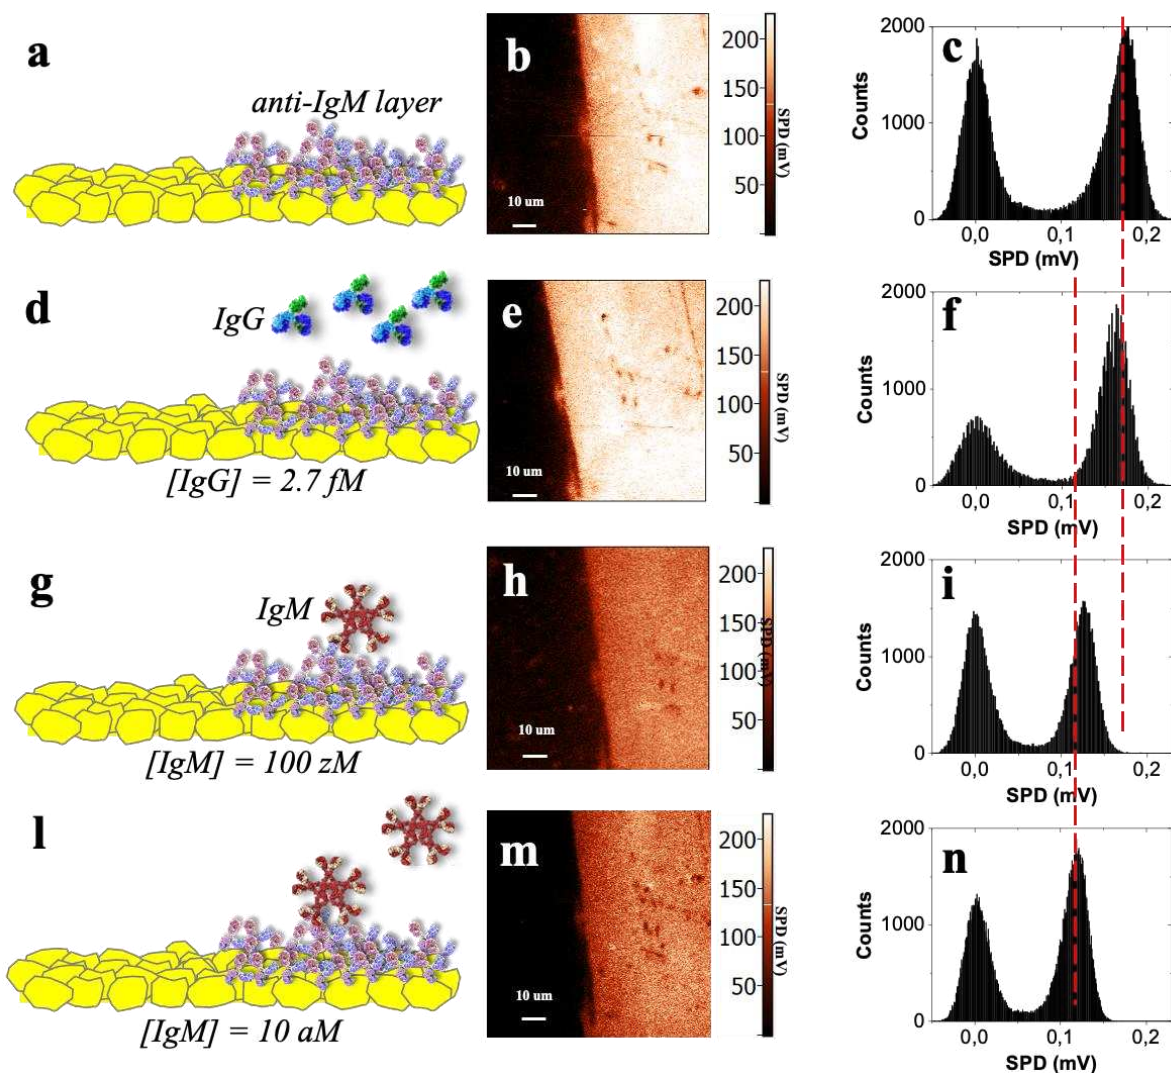 a
anti-IgM layer
b
10 um
200
150
100
50
SPD (mV)
c
2000
1000
0
Counts
0,0
0,1
0,2
SPD (mV)
d
IgG
[IgG] = 2.7 fM
e
10 um
200
150
100
50
SPD (mV)
f
2000
1000
0
Counts
0,0
0,1
0,2
SPD (mV)
g
IgM
[IgM] = 100 zM
h
10 um
200
150
100
50
SPD (mV)
i
2000
1000
0
Counts
0,0
0,1
0,2
SPD (mV)
l
[IgM] = 10 aM
m
10 um
200
150
100
50
SPD (mV)
n
2000
1000
0
Counts
0,0
0,1
0,2
SPD (mV)